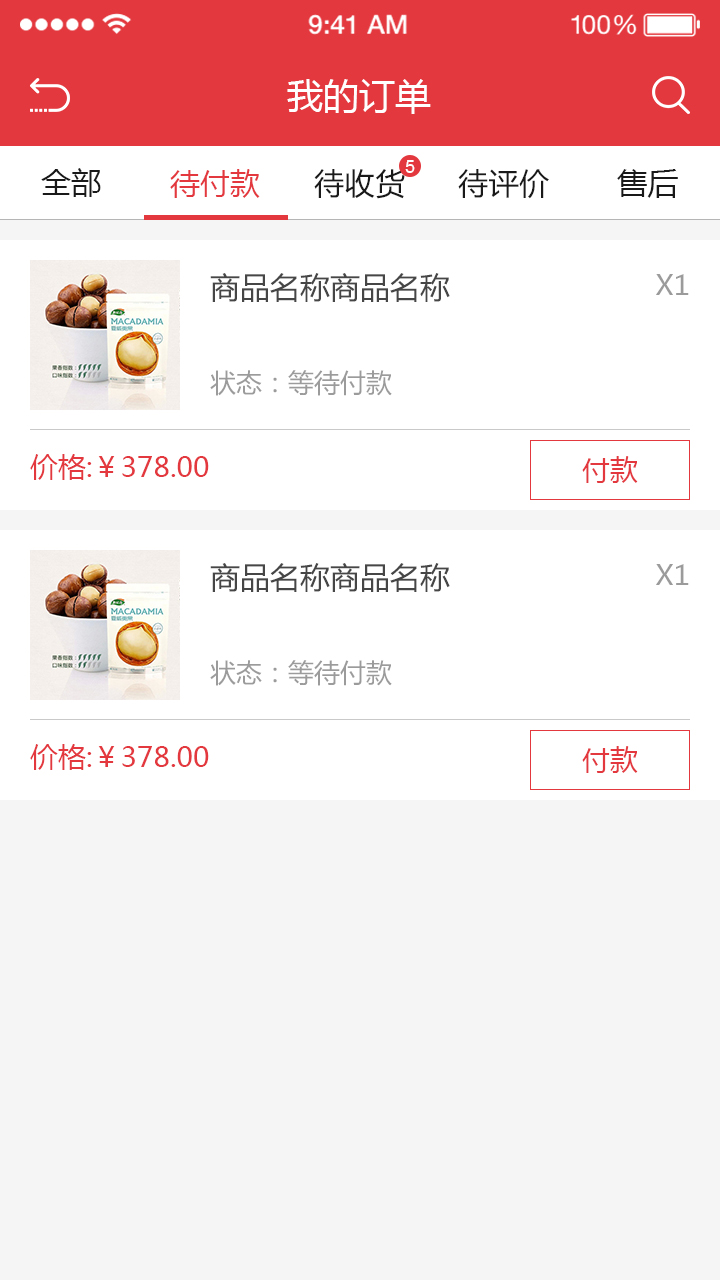 9:41 AM 100%
我的订单
全部 待付款 待收货 5 待评价 售后
商品名称商品名称 X1
MACADAMIA
状态：等待付款
价格:￥378.00 付款
商品名称商品名称 X1
MACADAMIA
状态：等待付款
价格:￥378.00 付款